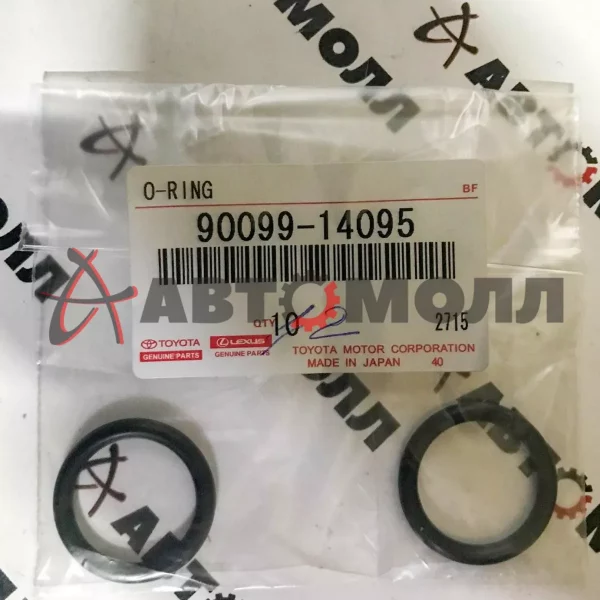 O-RING BF
90099-14095
АВТОМОЛЛ
QTY 10 2 2715
TOYOTA LEXUS TOYOTA MOTOR CORPORATION
GENUINE PARTS GENUINE PARTS MADE IN JAPAN 40